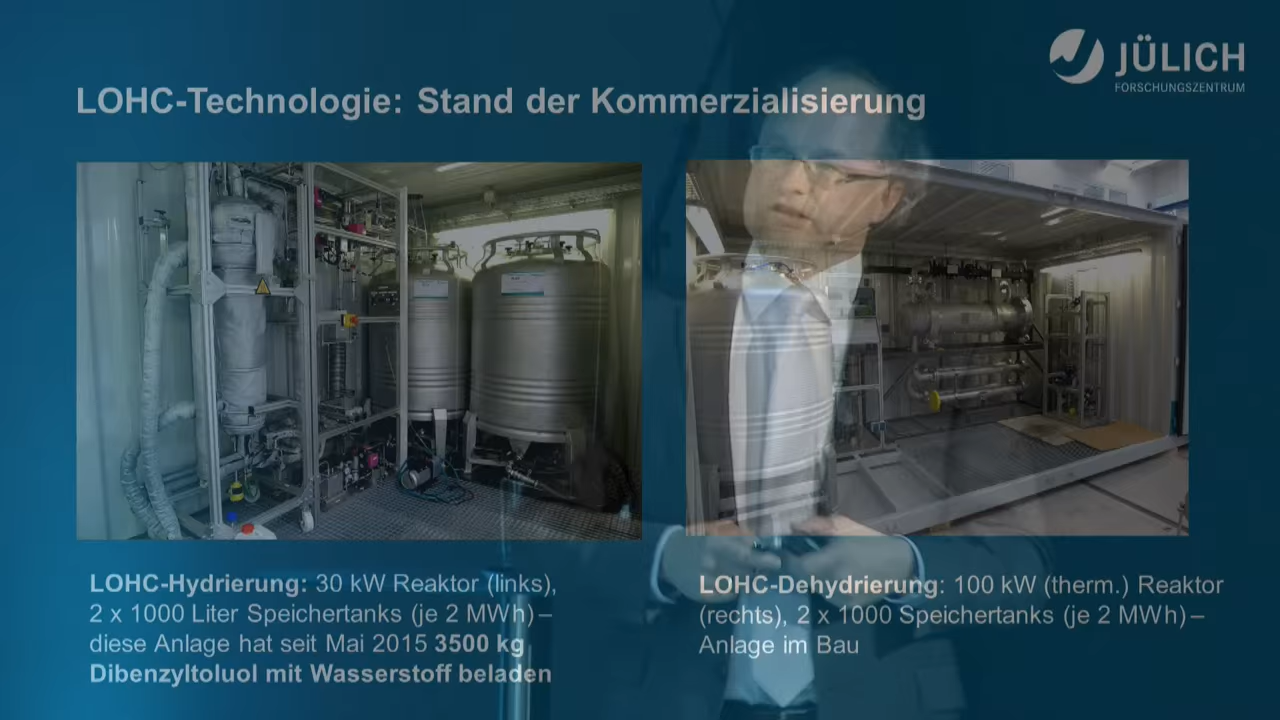 JÜLICH
FORSCHUNGSZENTRUM
LOHC-Technologie: Stand der Kommerzialisierung
LOHC-Hydrierung: 30 kW Reaktor (links),
2 x 1000 Liter Speichertanks (je 2 MWh) –
diese Anlage hat seit Mai 2015 3500 kg
Dibenzyltoluol mit Wasserstoff beladen
LOHC-Dehydrierung: 100 kW (therm.) Reaktor
(rechts), 2 x 1000 Speichertanks (je 2 MWh) –
Anlage im Bau